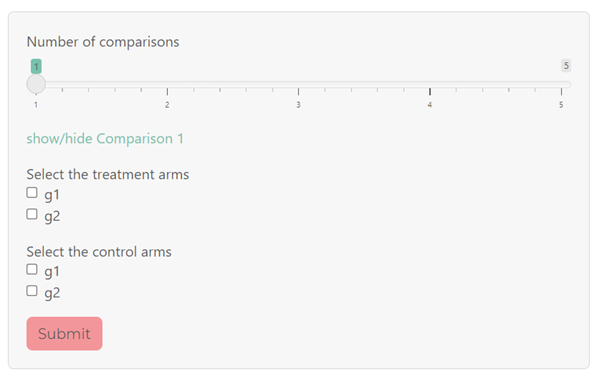 Number of comparisons
1 5
1 2 3 4 5
show/hide Comparison 1
Select the treatment arms
g1
g2
Select the control arms
g1
g2
Submit